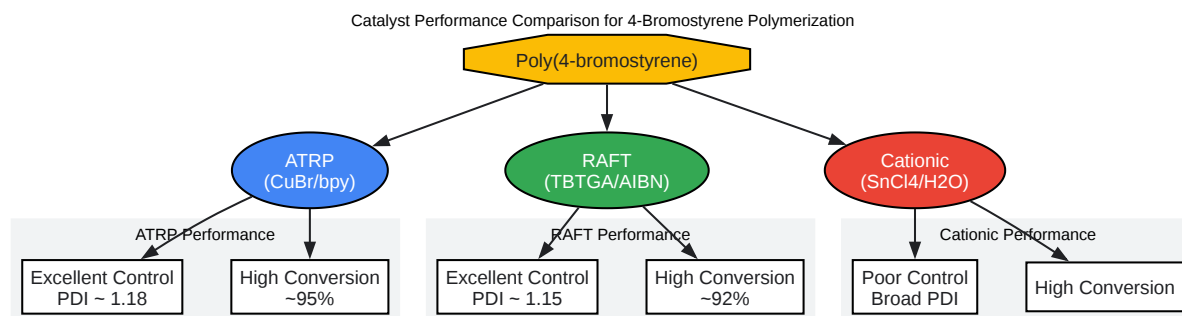 Catalyst Performance Comparison for 4-Bromostyrene Polymerization
Poly(4-bromostyrene)
ATRP
(CuBr/bpy)
RAFT
(TBTGA/AIBN)
Cationic
(SnCl4/H2O)
ATRP Performance
RAFT Performance
Cationic Performance
Excellent Control
PDI ~ 1.18
High Conversion
~95%
Excellent Control
PDI ~ 1.15
High Conversion
~92%
Poor Control
Broad PDI
High Conversion